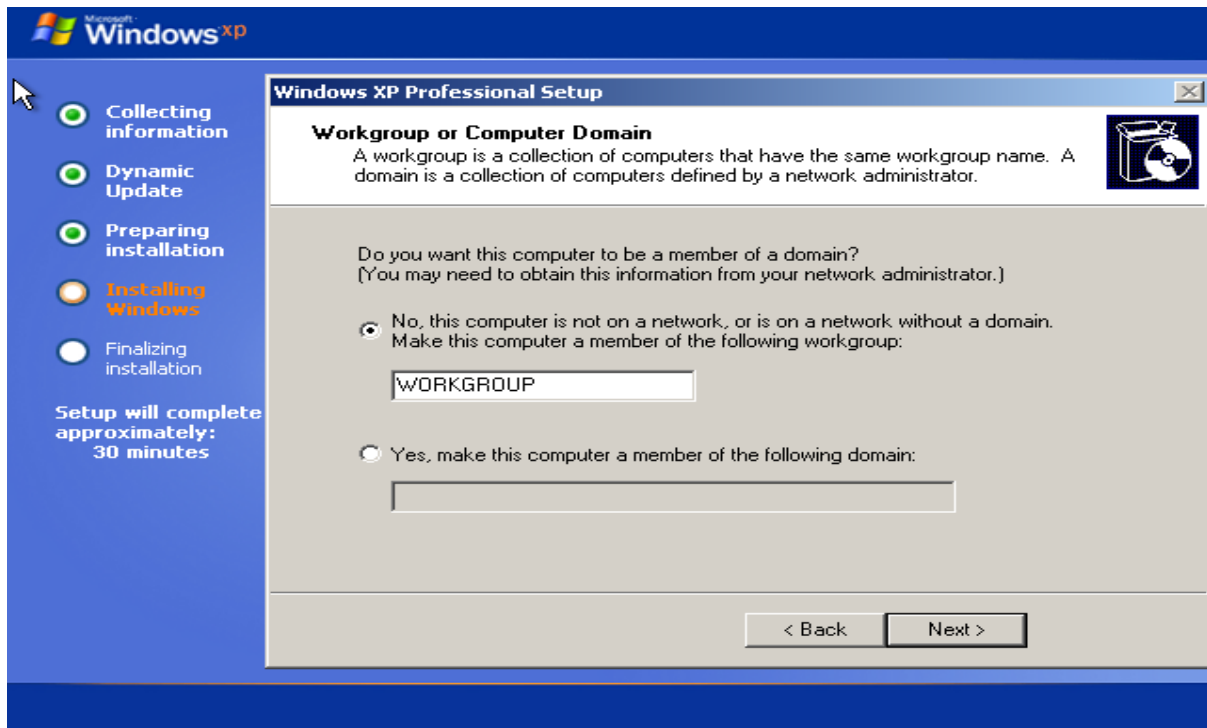 Microsoft
Windows xp
Collecting
information
Dynamic
Update
Preparing
installation
Installing
Windows
Finalizing
installation
Setup will complete
approximately:
30 minutes
Windows XP Professional Setup
Workgroup or Computer Domain
A workgroup is a collection of computers that have the same workgroup name. A
domain is a collection of computers defined by a network administrator.
Do you want this computer to be a member of a domain?
(You may need to obtain this information from your network administrator.)
No, this computer is not on a network, or is on a network without a domain.
Make this computer a member of the following workgroup:
WORKGROUP
Yes, make this computer a member of the following domain:
< Back Next >